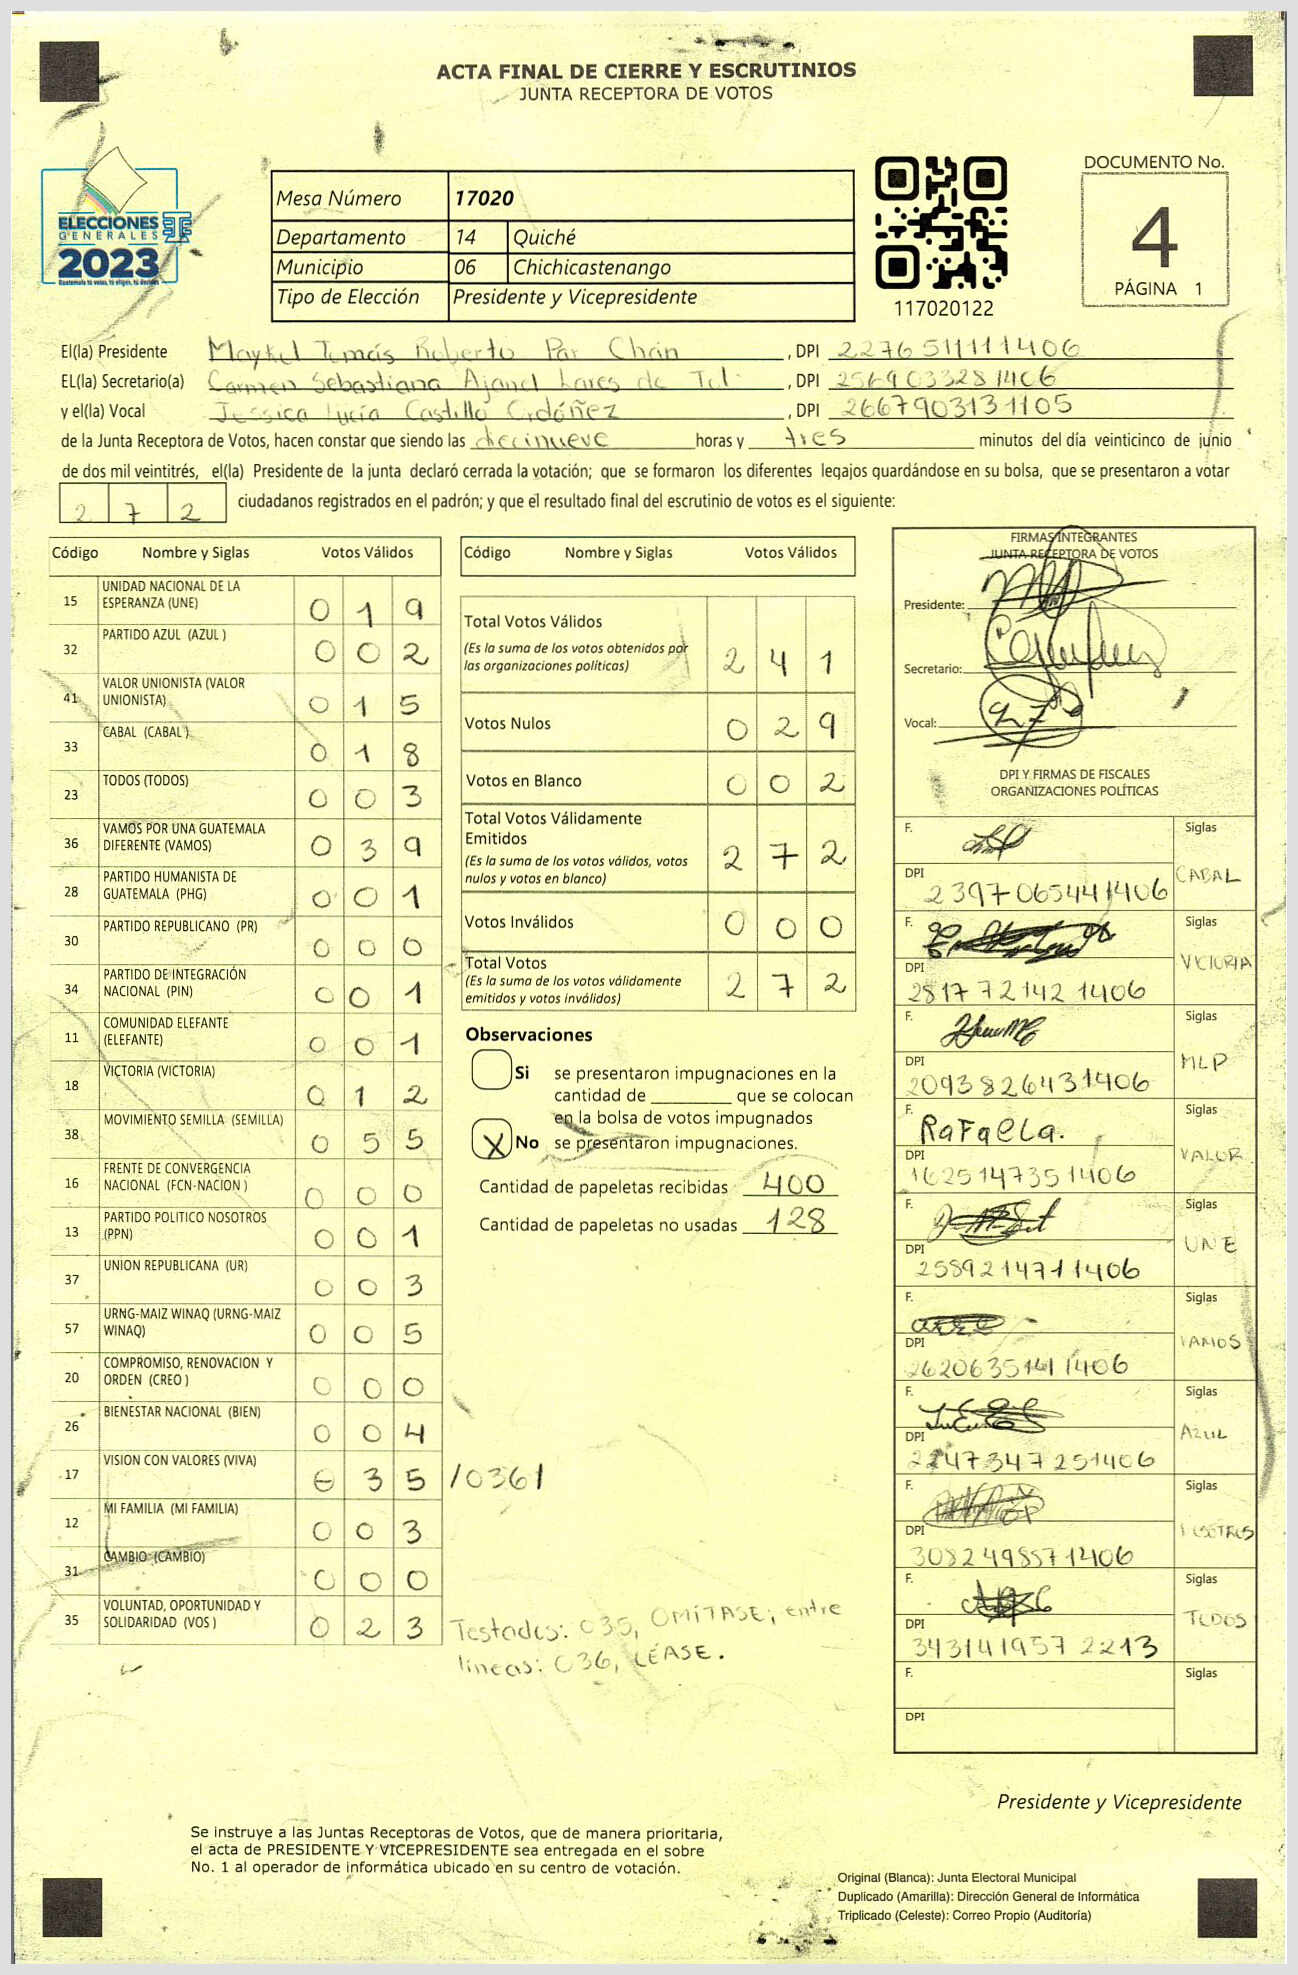 ACTA FINAL DE CIERRE Y ESCRUTINIOS
JUNTA RECEPTORA DE VOTOS
ELECCIONES
GENERALES
2023
Guatemala tú votas, tú eliges, tú decides
Mesa Número 17020
Departamento 14 Quiché
Municipio 06 Chichicastenango
Tipo de Elección Presidente y Vicepresidente
117020122
DOCUMENTO No.
4
PÁGINA 1
El(la) Presidente Maykol Tomás Roberto Par Chán , DPI 2276511111406
EL(la) Secretario(a) Carmen Sebastiana Lares de , DPI 2569033281406
y el(la) Vocal Jessica Lucía Castillo Ordóñez , DPI 2667903131105
de la Junta Receptora de Votos, hacen constar que siendo las diecinueve horas y tres minutos del día veinticinco de junio
de dos mil veintitrés, el(la) Presidente de la junta declaró cerrada la votación; que se formaron los diferentes legajos guardándose en su bolsa, que se presentaron a votar
2 7 2 ciudadanos registrados en el padrón; y que el resultado final del escrutinio de votos es el siguiente:
Código Nombre y Siglas Votos Válidos
15 UNIDAD NACIONAL DE LA ESPERANZA (UNE) 0 1 9
32 PARTIDO AZUL (AZUL ) 0 0 2
41 VALOR UNIONISTA (VALOR UNIONISTA) 0 1 5
33 CABAL (CABAL ) 0 1 8
23 TODOS (TODOS) 0 0 3
36 VAMOS POR UNA GUATEMALA DIFERENTE (VAMOS) 0 3 9
28 PARTIDO HUMANISTA DE GUATEMALA (PHG) 0 0 1
30 PARTIDO REPUBLICANO (PR) 0 0 0
34 PARTIDO DE INTEGRACIÓN NACIONAL (PIN) 0 0 1
11 COMUNIDAD ELEFANTE (ELEFANTE) 0 0 1
18 VICTORIA (VICTORIA) 0 1 2
38 MOVIMIENTO SEMILLA (SEMILLA) 0 5 5
16 FRENTE DE CONVERGENCIA NACIONAL (FCN-NACION ) 0 0 0
13 PARTIDO POLITICO NOSOTROS (PPN) 0 0 1
37 UNION REPUBLICANA (UR) 0 0 3
57 URNG-MAIZ WINAQ (URNG-MAIZ WINAQ) 0 0 5
20 COMPROMISO, RENOVACION Y ORDEN (CREO ) 0 0 0
26 BIENESTAR NACIONAL (BIEN) 0 0 4
17 VISION CON VALORES (VIVA) 0 3 5 /036/
12 MI FAMILIA (MI FAMILIA) 0 0 3
31 CAMBIO (CAMBIO) 0 0 0
35 VOLUNTAD, OPORTUNIDAD Y SOLIDARIDAD (VOS ) 0 2 3
Testados: 035, OMÍTASE; entre
líneas: 036, LÉASE.
Código Nombre y Siglas Votos Válidos
Total Votos Válidos
(Es la suma de los votos obtenidos por las organizaciones políticas) 2 4 1
Votos Nulos 0 2 9
Votos en Blanco 0 0 2
Total Votos Válidamente Emitidos
(Es la suma de los votos válidos, votos nulos y votos en blanco) 2 7 2
Votos Inválidos 0 0 0
Total Votos
(Es la suma de los votos válidamente emitidos y votos inválidos) 2 7 2
Observaciones
Si se presentaron impugnaciones en la
cantidad de ________ que se colocan
en la bolsa de votos impugnados
X No se presentaron impugnaciones.
Cantidad de papeletas recibidas 400
Cantidad de papeletas no usadas 128
FIRMAS INTEGRANTES
JUNTA RECEPTORA DE VOTOS
Presidente:
Secretario:
Vocal:
DPI Y FIRMAS DE FISCALES
ORGANIZACIONES POLÍTICAS
F. Siglas CABAL
DPI 2397065441406
F. Siglas VICTORIA
DPI 2817721421406
F. Siglas MLP
DPI 2093826431406
F. RaFaeLa. Siglas VALOR
DPI 1625147351406
F. Siglas UNE
DPI 2589214711406
F. Siglas VAMOS
DPI 2620635141406
F. Siglas AZUL
DPI 2247347251406
F. Siglas NOSOTROS
DPI 3082498571406
F. Siglas TODOS
DPI 3431419572213
F. Siglas
DPI
Presidente y Vicepresidente
Se instruye a las Juntas Receptoras de Votos, que de manera prioritaria,
el acta de PRESIDENTE Y VICEPRESIDENTE sea entregada en el sobre
No. 1 al operador de informática ubicado en su centro de votación.
Original (Blanca): Junta Electoral Municipal
Duplicado (Amarilla): Dirección General de Informática
Triplicado (Celeste): Correo Propio (Auditoría)